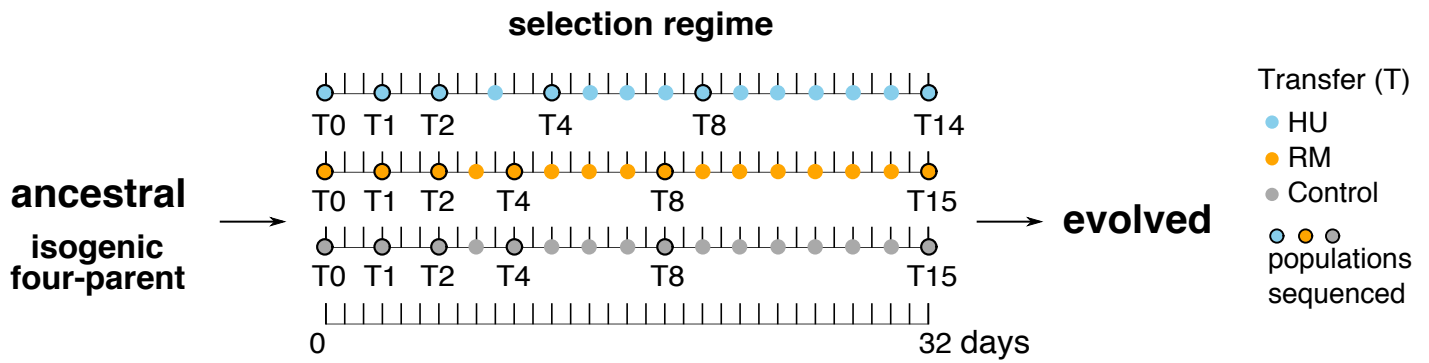 selection regime
T0 T1 T2 T4 T8 T14
T0 T1 T2 T4 T8 T15
T0 T1 T2 T4 T8 T15
0 32 days
ancestral
isogenic
four-parent
evolved
Transfer (T)
HU
RM
Control
populations
sequenced